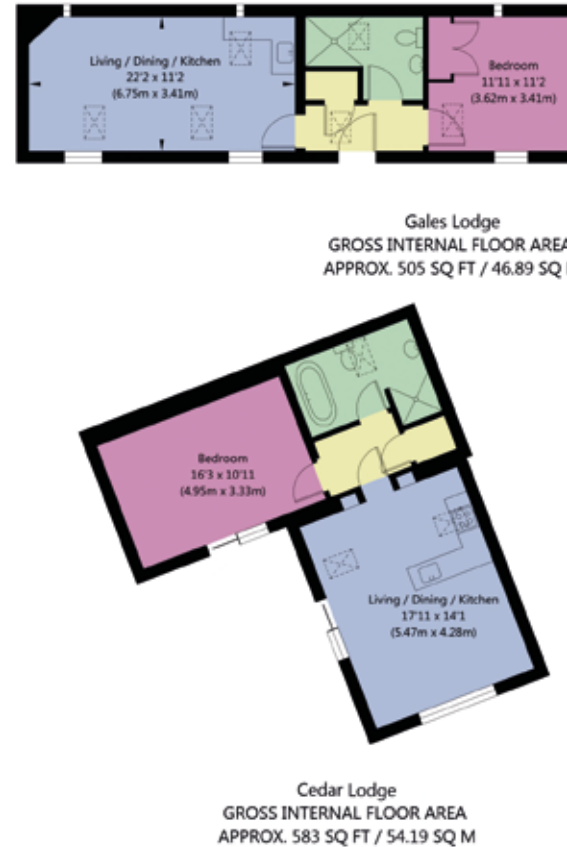 Living / Dining / Kitchen
22'2 x 11'2
(6.75m x 3.41m)
Bedroom
11'11 x 11'2
(3.62m x 3.41m)
Gales Lodge
GROSS INTERNAL FLOOR AREA
APPROX. 505 SQ FT / 46.89 SQ
Bedroom
16'3 x 10'11
(4.95m x 3.33m)
Living / Dining / Kitchen
17'11 x 14'1
(5.47m x 4.28m)
Cedar Lodge
GROSS INTERNAL FLOOR AREA
APPROX. 583 SQ FT / 54.19 SQ M